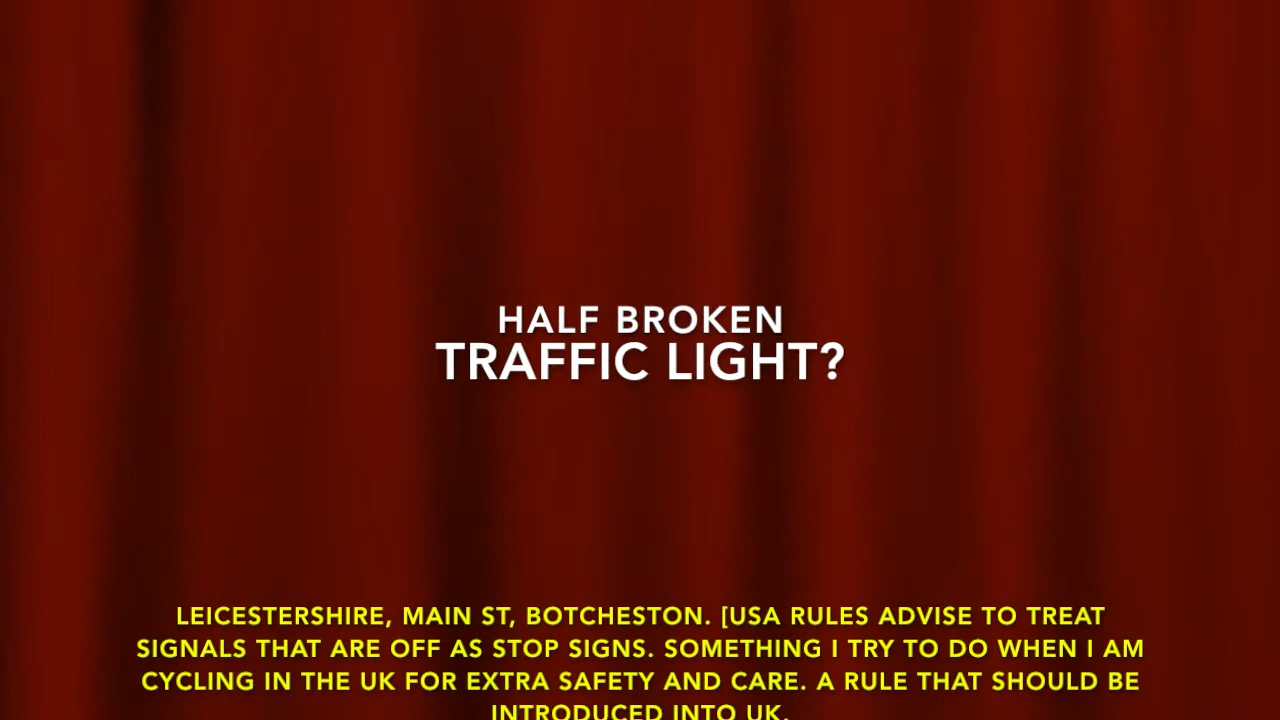 HALF BROKEN
TRAFFIC LIGHT?
LEICESTERSHIRE, MAIN ST, BOTCHESTON. [USA RULES ADVISE TO TREAT
SIGNALS THAT ARE OFF AS STOP SIGNS. SOMETHING I TRY TO DO WHEN I AM
CYCLING IN THE UK FOR EXTRA SAFETY AND CARE. A RULE THAT SHOULD BE
INTRODUCED INTO UK.